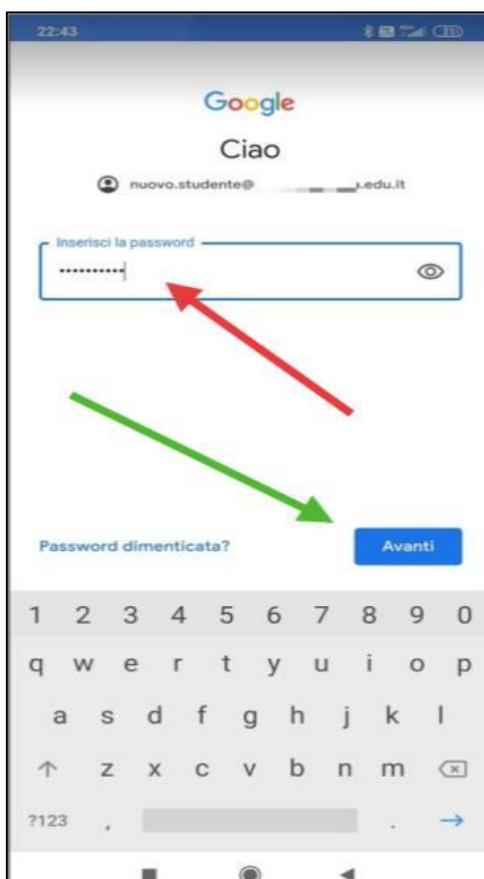 22:43
Google
Ciao
nuovo.studente@ .edu.it
Inserisci la password
••••••••••
Password dimenticata?
Avanti
1 2 3 4 5 6 7 8 9 0
q w e r t y u i o p
a s d f g h j k l
z x c v b n m
?123 , .